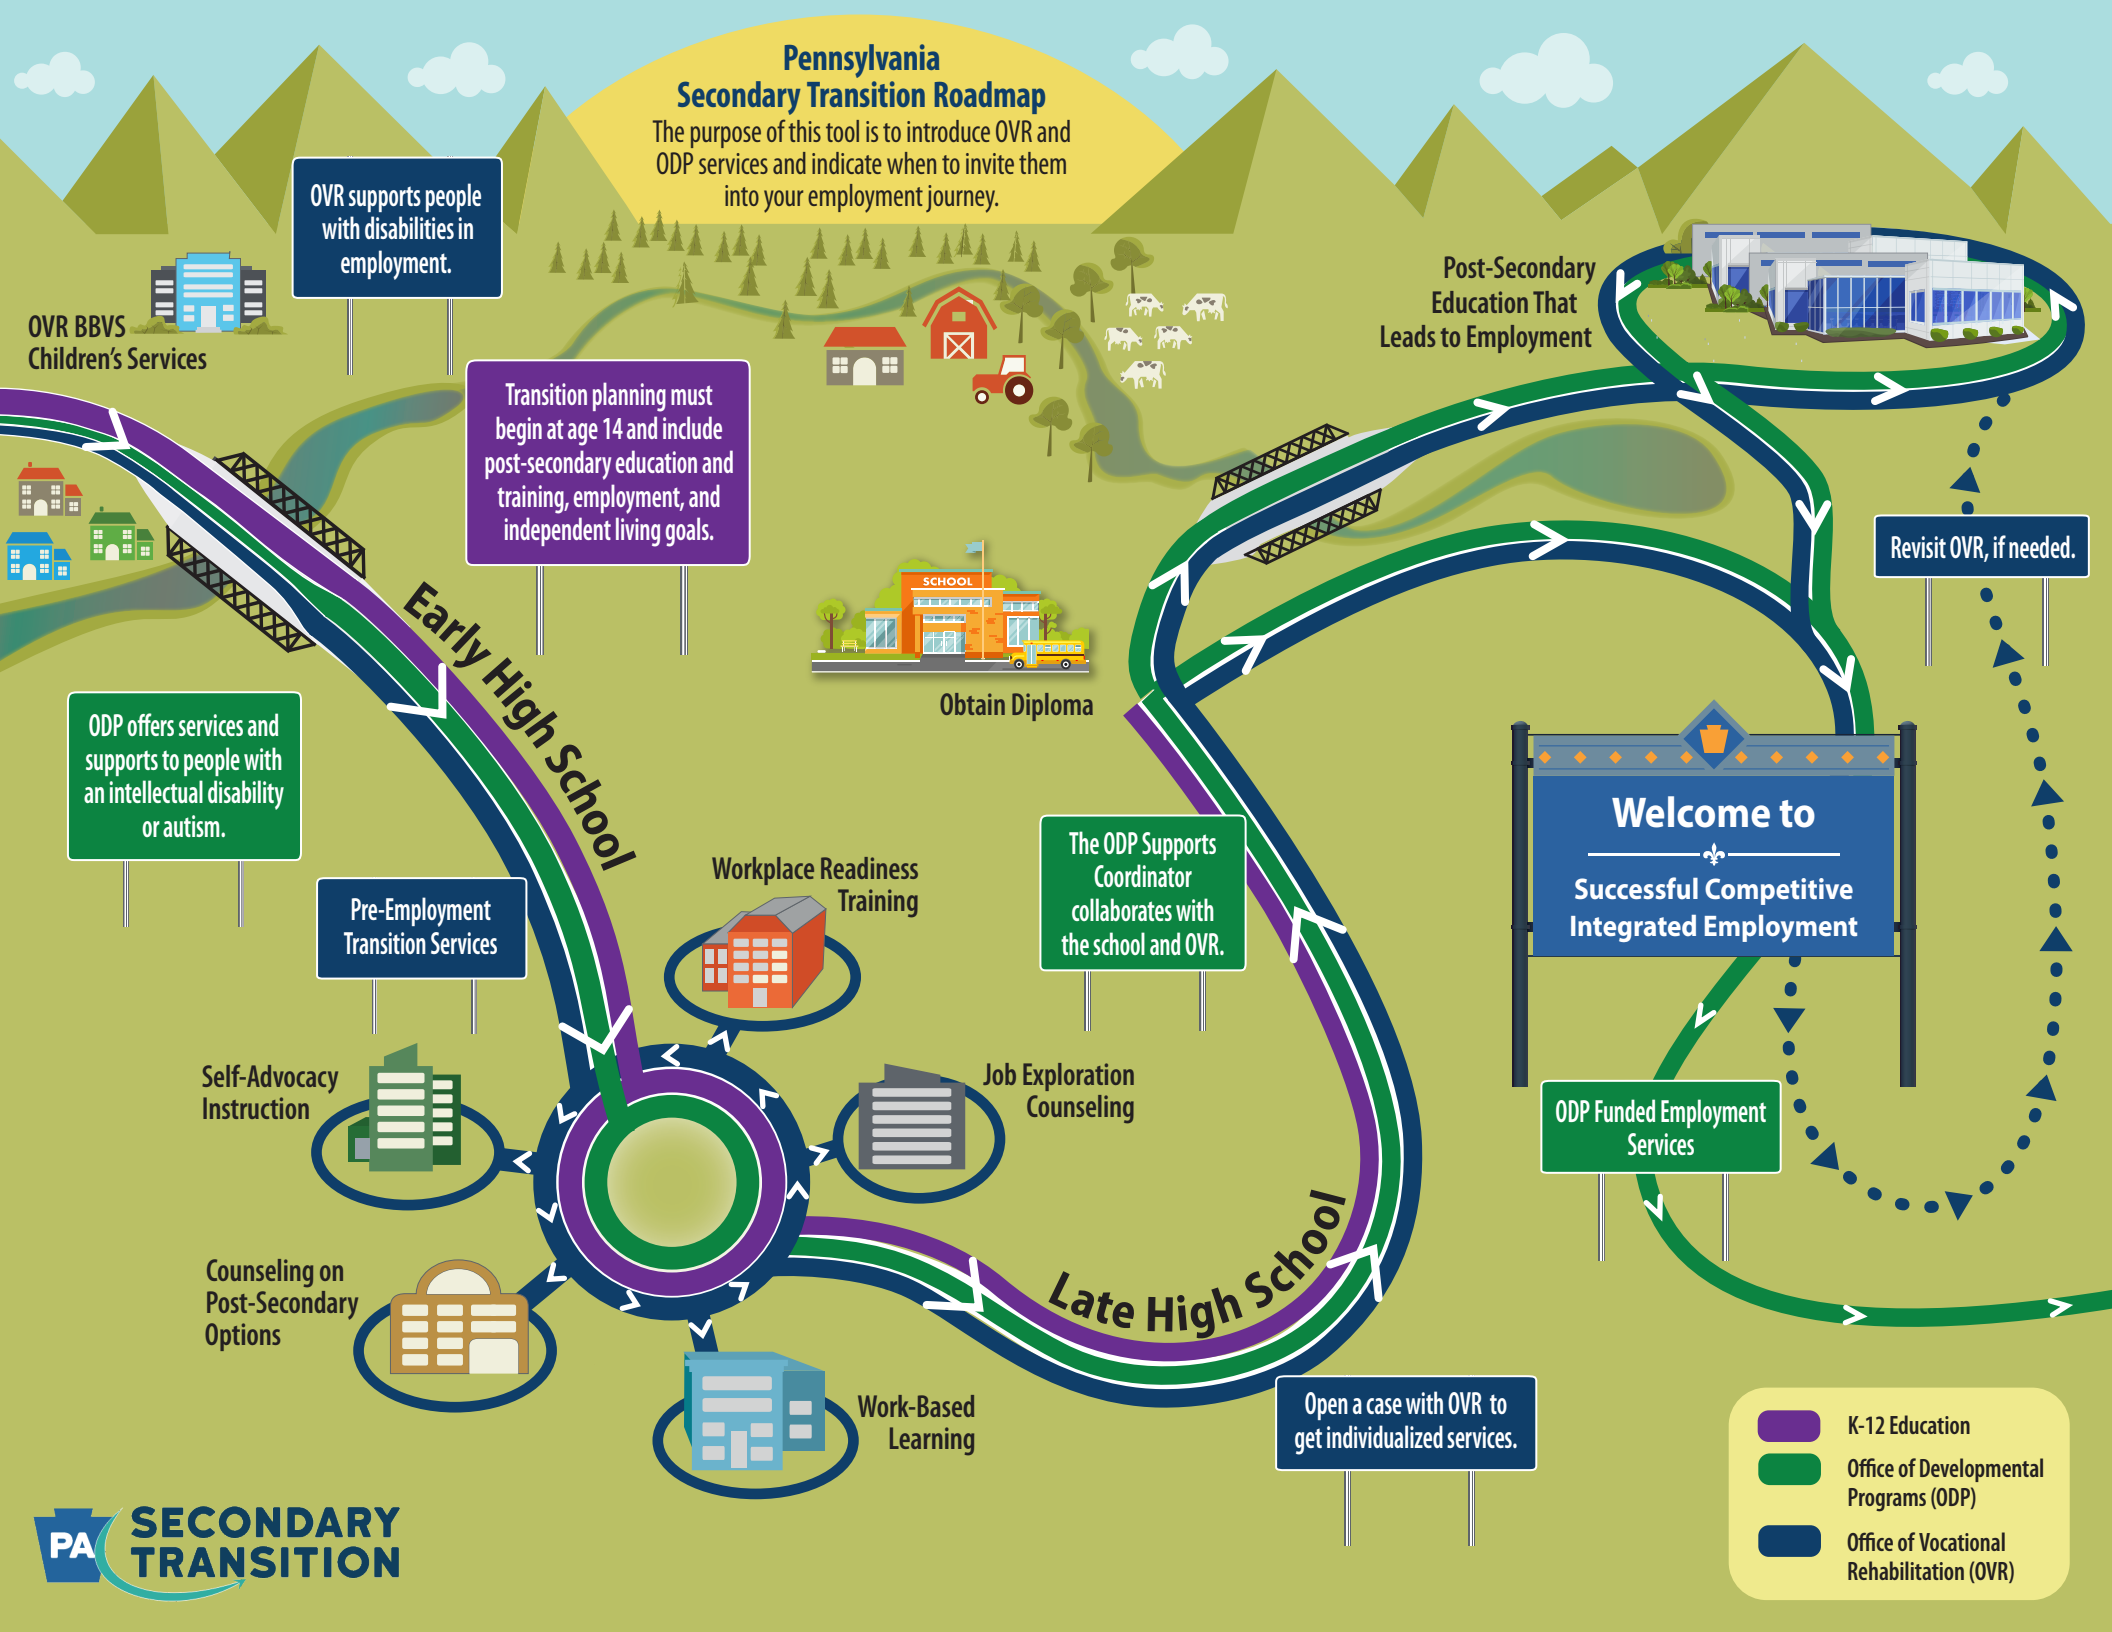 Pennsylvania
Secondary Transition Roadmap
The purpose of this tool is to introduce OVR and
ODP services and indicate when to invite them
into your employment journey.
OVR supports people
with disabilities in
employment.
OVR BBVS
Children's Services
Transition planning must
begin at age 14 and include
post-secondary education and
training, employment, and
independent living goals.
Early High School
ODP offers services and
supports to people with
an intellectual disability
or autism.
Pre-Employment
Transition Services
Workplace Readiness
Training
Self-Advocacy
Instruction
Job Exploration
Counseling
Counseling on
Post-Secondary
Options
Work-Based
Learning
Late High School
Open a case with OVR to
get individualized services.
The ODP Supports
Coordinator
collaborates with
the school and OVR.
SCHOOL
Obtain Diploma
Post-Secondary
Education That
Leads to Employment
Revisit OVR, if needed.
Welcome to
Successful Competitive
Integrated Employment
ODP Funded Employment
Services
K-12 Education
Office of Developmental
Programs (ODP)
Office of Vocational
Rehabilitation (OVR)
PA
SECONDARY
TRANSITION